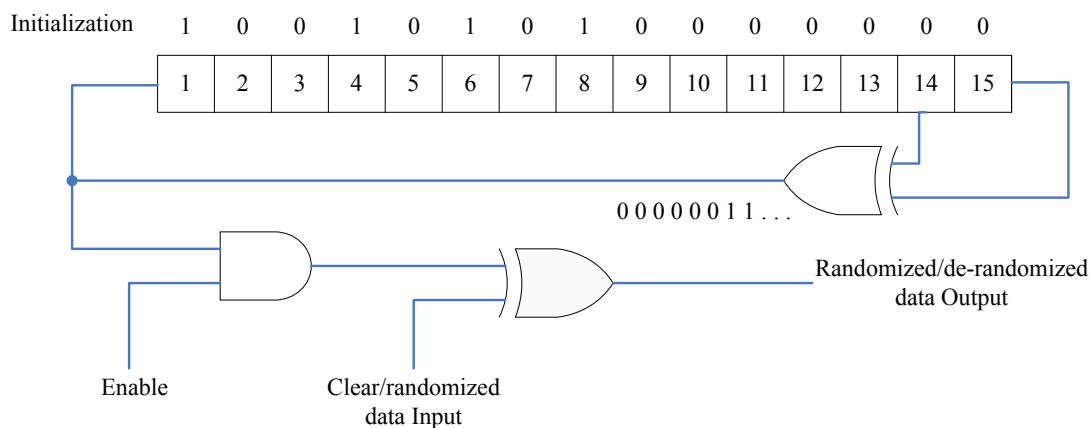 Initialization 1 0 0 1 0 1 0 1 0 0 0 0 0 0 0
1 2 3 4 5 6 7 8 9 10 11 12 13 14 15
0 0 0 0 0 0 1 1 . . .
Randomized/de-randomized
data Output
Enable
Clear/randomized
data Input